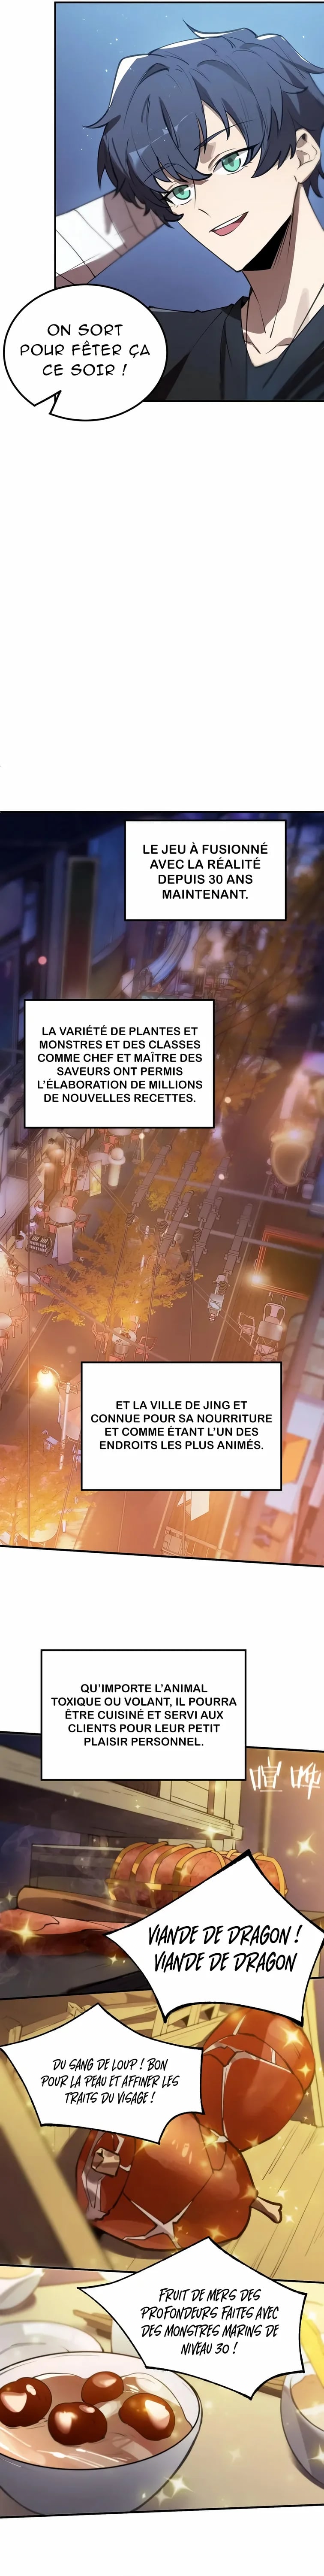 ON SORT
POUR FÊTER ÇA
CE SOIR !
LE JEU À FUSIONNÉ
AVEC LA RÉALITÉ
DEPUIS 30 ANS
MAINTENANT.
LA VARIÉTÉ DE PLANTES ET
MONSTRES ET DES CLASSES
COMME CHEF ET MAÎTRE DES
SAVEURS ONT PERMIS
L'ÉLABORATION DE MILLIONS
DE NOUVELLES RECETTES.
ET LA VILLE DE JING ET
CONNUE POUR SA NOURRITURE
ET COMME ÉTANT L'UN DES
ENDROITS LES PLUS ANIMÉS.
QU'IMPORTE L'ANIMAL
TOXIQUE OU VOLANT, IL POURRA
ÊTRE CUISINÉ ET SERVI AUX
CLIENTS POUR LEUR PETIT
PLAISIR PERSONNEL.
喧 哗
VIANDE DE DRAGON !
VIANDE DE DRAGON
DU SANG DE LOUP ! BON
POUR LA PEAU ET AFFINER LES
TRAITS DU VISAGE !
FRUIT DE MERS DES
PROFONDEURS FAITES AVEC
DES MONSTRES MARINS DE
NIVEAU 30 !